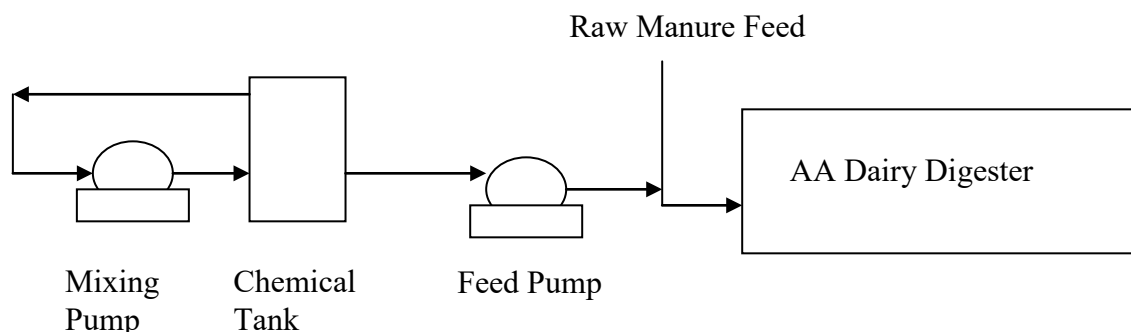 Raw Manure Feed
AA Dairy Digester
Mixing
Pump
Chemical
Tank
Feed Pump